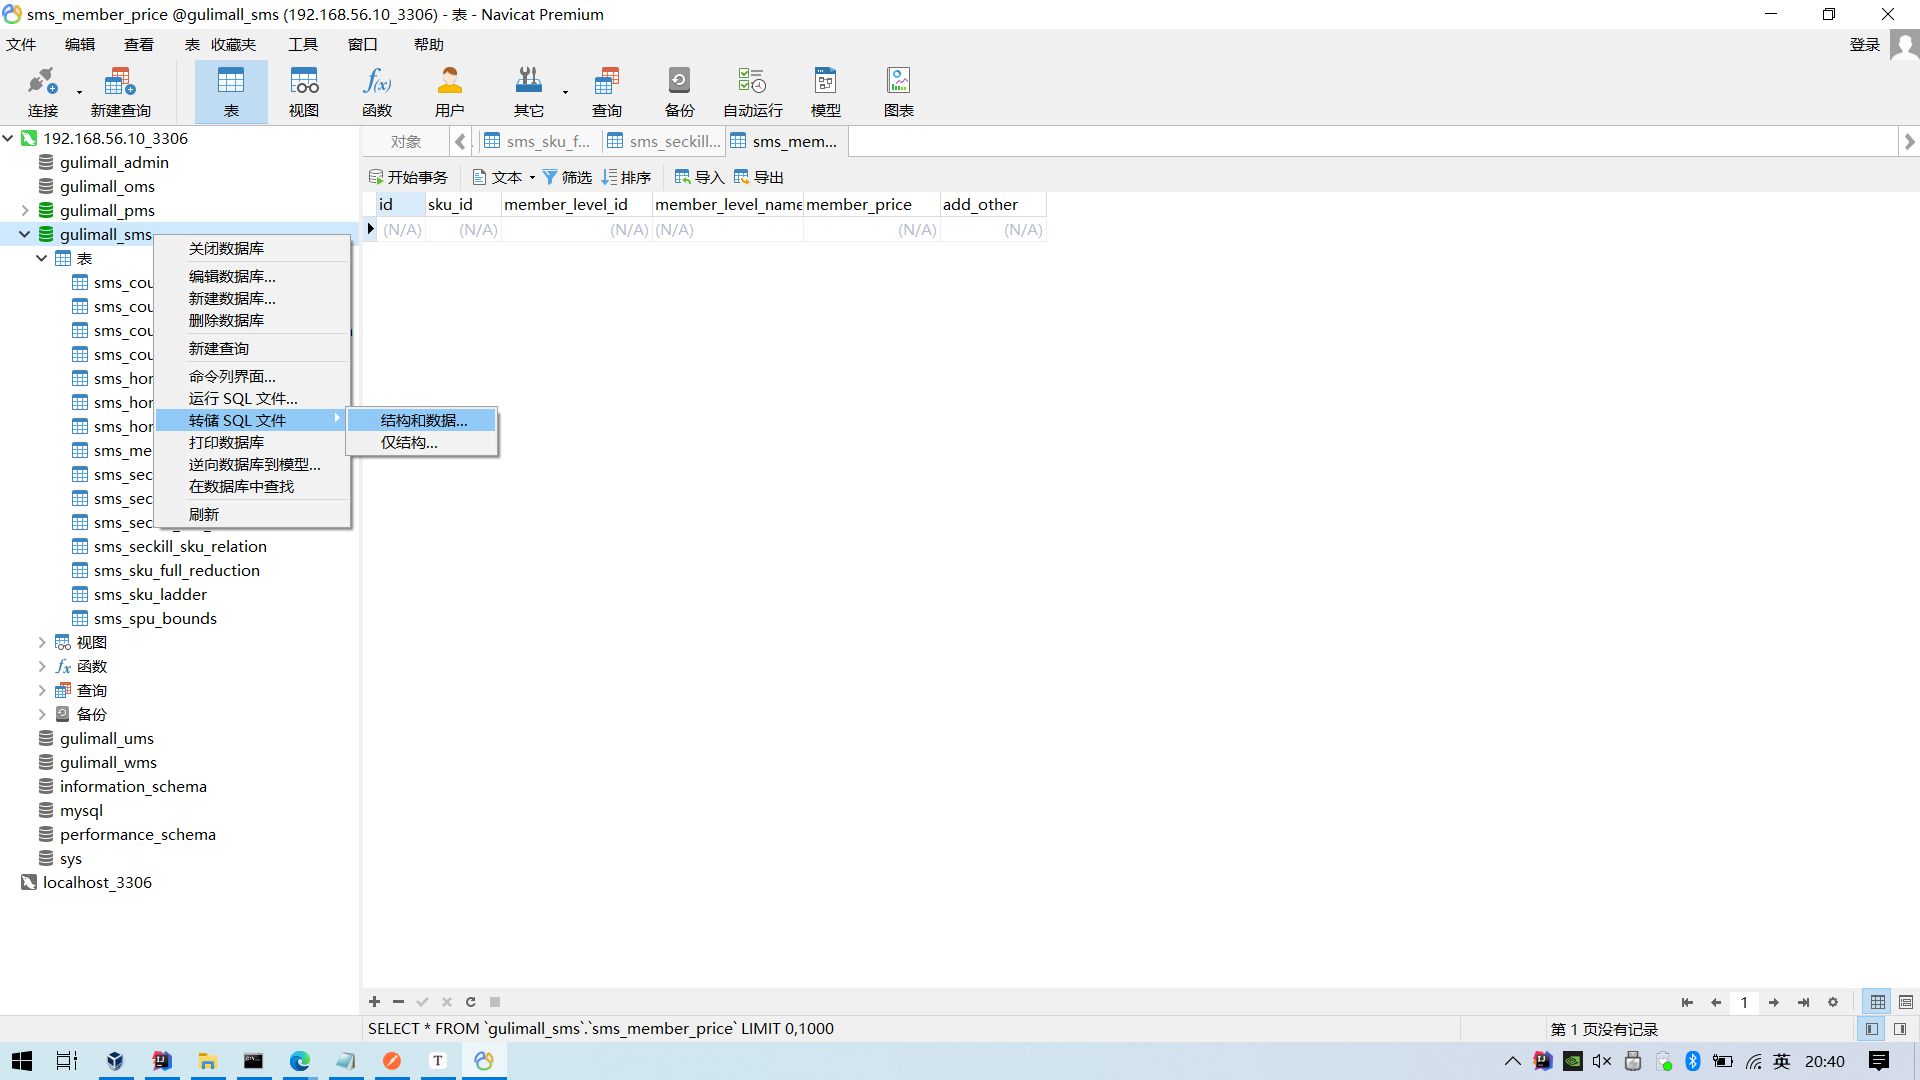 sms_member_price @gulimall_sms (192.168.56.10_3306) - 表 - Navicat Premium
文件 编辑 查看 表 收藏夹 工具 窗口 帮助 登录
连接 新建查询 表 视图 函数 用户 其它 查询 备份 自动运行 模型 图表
192.168.56.10_3306
gulimall_admin
gulimall_oms
gulimall_pms
gulimall_sms
表
sms_cou
sms_cou
sms_cou
sms_cou
sms_hor
sms_hor
sms_hor
sms_me
sms_sec
sms_sec
sms_sec
sms_seckill_sku_relation
sms_sku_full_reduction
sms_sku_ladder
sms_spu_bounds
视图
函数
查询
备份
gulimall_ums
gulimall_wms
information_schema
mysql
performance_schema
sys
localhost_3306
关闭数据库
编辑数据库...
新建数据库...
删除数据库
新建查询
命令列界面...
运行 SQL 文件...
转储 SQL 文件
打印数据库
逆向数据库到模型...
在数据库中查找
刷新
结构和数据...
仅结构...
对象 sms_sku_f... sms_seckill... sms_mem...
开始事务 文本 筛选 排序 导入 导出
id sku_id member_level_id member_level_name member_price add_other
(N/A) (N/A) (N/A) (N/A) (N/A) (N/A)
1
SELECT * FROM `gulimall_sms`.`sms_member_price` LIMIT 0,1000
第 1 页没有记录
英 20:40